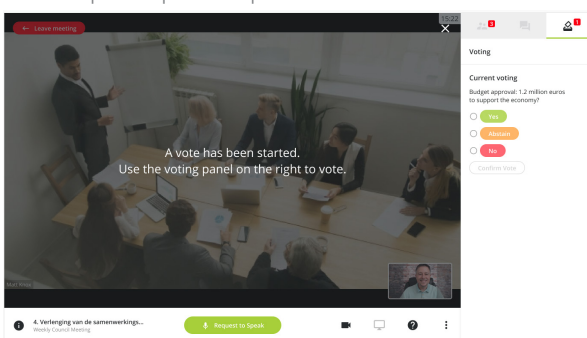 Leave meeting
15:22
3
1
Voting
Current voting
Budget approval: 1.2 million euros
to support the economy?
Yes
Abstain
No
Confirm Vote
A vote has been started.
Use the voting panel on the right to vote.
4. Verlenging van de samenwerkings...
Weekly Council Meeting
Request to Speak